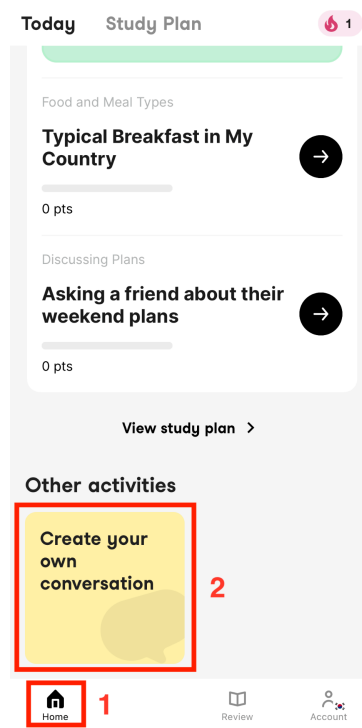 Today Study Plan 1
Food and Meal Types
Typical Breakfast in My
Country
0 pts
Discussing Plans
Asking a friend about their
weekend plans
0 pts
View study plan >
Other activities
Create your
own
conversation
2
Home 1 Review Account